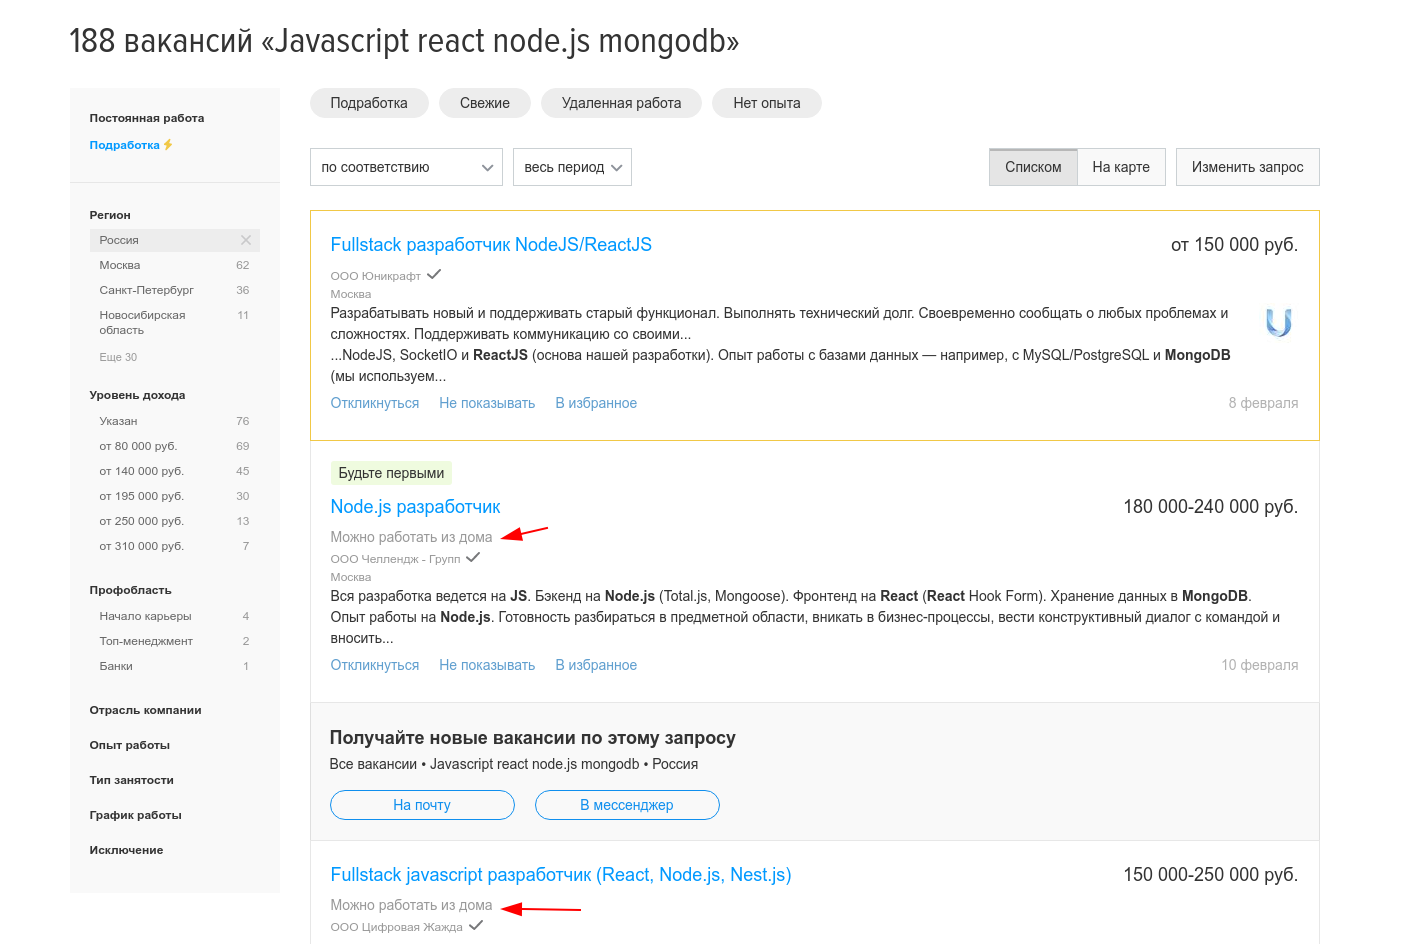 188 вакансий «Javascript react node.js mongodb»
Постоянная работа
Подработка
Регион
Россия
Москва 62
Санкт-Петербург 36
Новосибирская 11
область
Еще 30
Уровень дохода
Указан 76
от 80 000 руб. 69
от 140 000 руб. 45
от 195 000 руб. 30
от 250 000 руб. 13
от 310 000 руб. 7
Профобласть
Начало карьеры 4
Топ-менеджмент 2
Банки 1
Отрасль компании
Опыт работы
Тип занятости
График работы
Исключение
Подработка Свежие Удаленная работа Нет опыта
по соответствию весь период Списком На карте Изменить запрос
Fullstack разработчик NodeJS/ReactJS от 150 000 руб.
ООО Юникрафт
Москва
Разрабатывать новый и поддерживать старый функционал. Выполнять технический долг. Своевременно сообщать о любых проблемах и
сложностях. Поддерживать коммуникацию со своими...
...NodeJS, SocketIO и ReactJS (основа нашей разработки). Опыт работы с базами данных — например, с MySQL/PostgreSQL и MongoDB
(мы используем...
Откликнуться Не показывать В избранное 8 февраля
Будьте первыми
Node.js разработчик 180 000-240 000 руб.
Можно работать из дома
ООО Челлендж - Групп
Москва
Вся разработка ведется на JS. Бэкенд на Node.js (Total.js, Mongoose). Фронтенд на React (React Hook Form). Хранение данных в MongoDB.
Опыт работы на Node.js. Готовность разбираться в предметной области, вникать в бизнес-процессы, вести конструктивный диалог с командой и
вносить...
Откликнуться Не показывать В избранное 10 февраля
Получайте новые вакансии по этому запросу
Все вакансии • Javascript react node.js mongodb • Россия
На почту В мессенджер
Fullstack javascript разработчик (React, Node.js, Nest.js) 150 000-250 000 руб.
Можно работать из дома
ООО Цифровая Жажда